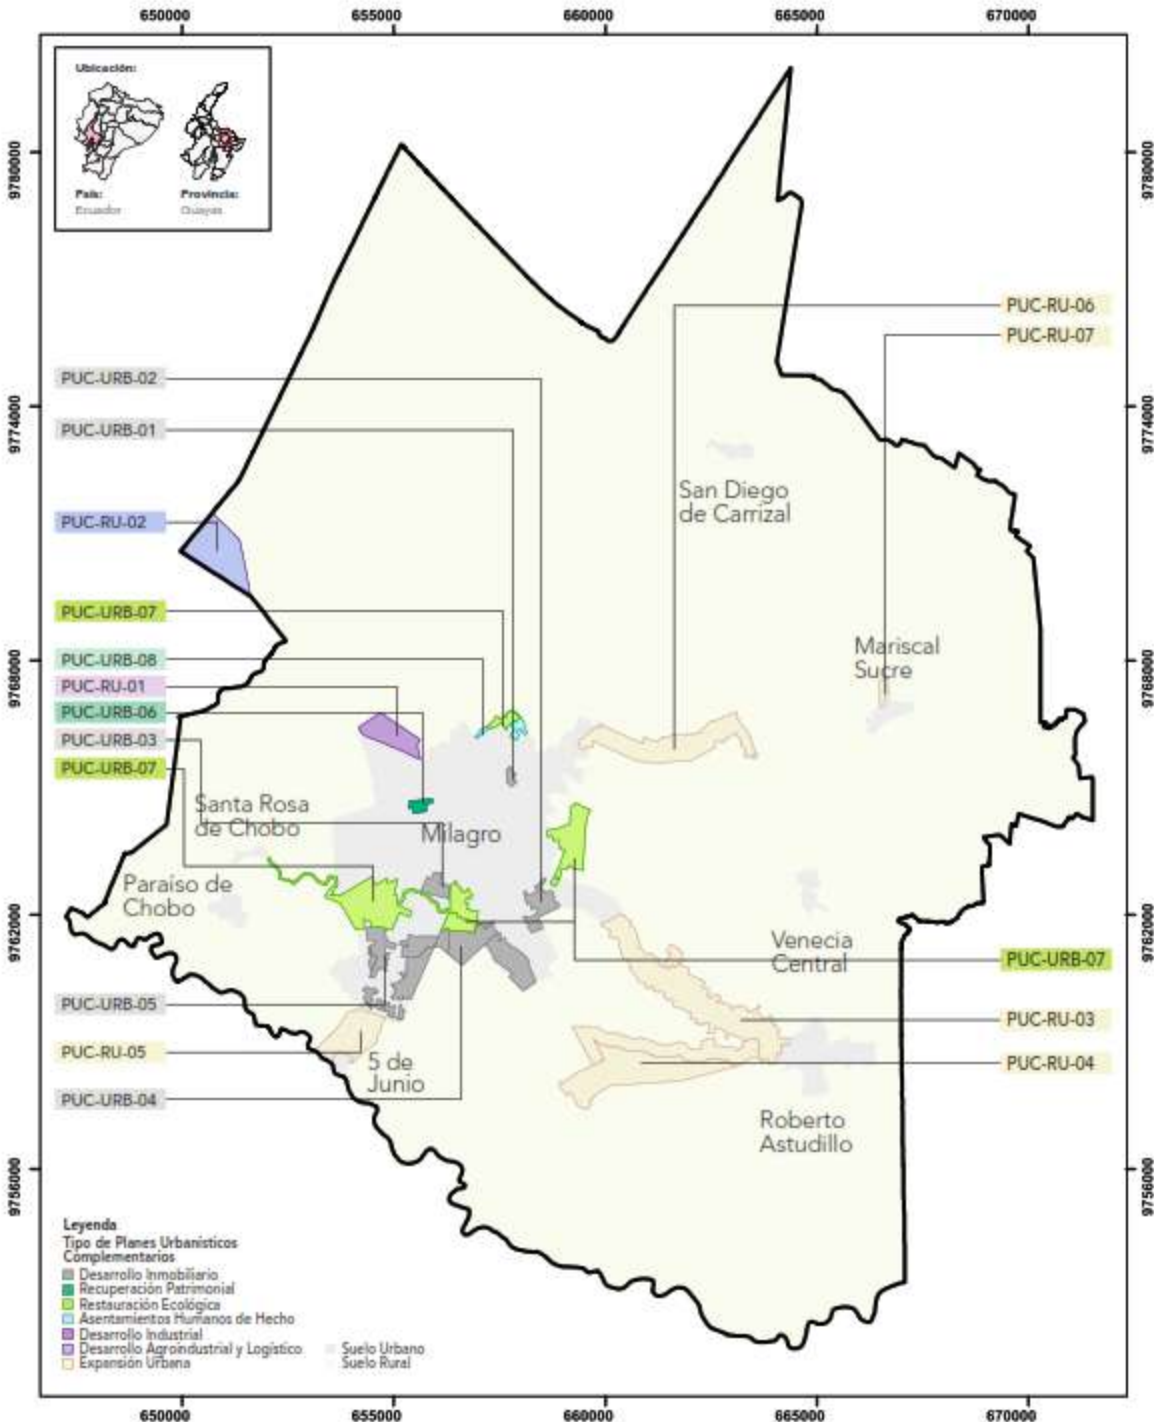 650000
655000
660000
665000
670000
Ubicación:
País:
Ecuador
Provincia:
Guayas
9780000
9780000
PUC-RU-06
PUC-RU-07
PUC-URB-02
9774000
9774000
PUC-URB-01
San Diego
de Carrizal
PUC-RU-02
PUC-URB-07
Mariscal
Sucre
PUC-URB-08
9768000
9768000
PUC-RU-01
PUC-URB-06
PUC-URB-03
PUC-URB-07
Santa Rosa
de Chobo
Milagro
Paraíso de
Chobo
9762000
9762000
Venecia
Central
PUC-URB-07
PUC-URB-05
PUC-RU-03
PUC-RU-05
5 de
Junio
PUC-RU-04
PUC-URB-04
Roberto
Astudillo
9756000
9756000
Leyenda
Tipo de Planes Urbanísticos
Complementarios
Desarrollo Inmobiliario
Recuperación Patrimonial
Restauración Ecológica
Asentamientos Humanos de Hecho
Desarrollo Industrial
Desarrollo Agroindustrial y Logístico
Expansión Urbana
Suelo Urbano
Suelo Rural
650000
655000
660000
665000
670000